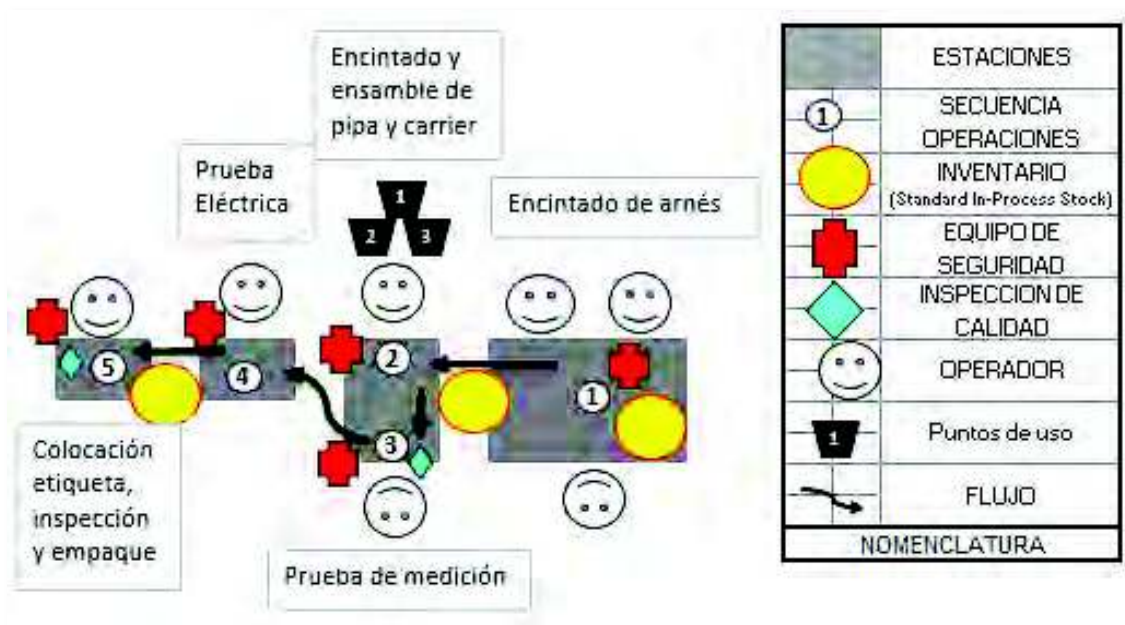 Encintado y
ensamble de
pipa y carrier
Prueba
Eléctrica
Encintado de arnés
1
2
3
5
4
2
3
1
Colocación
etiqueta,
inspección
y empaque
Prueba de medición
ESTACIONES
1
SECUENCIA
OPERACIONES
INVENTARIO
(Standard In-Process Stock)
EQUIPO DE
SEGURIDAD
INSPECCION DE
CALIDAD
OPERADOR
1
Puntos de uso
FLUJO
NOMENCLATURA